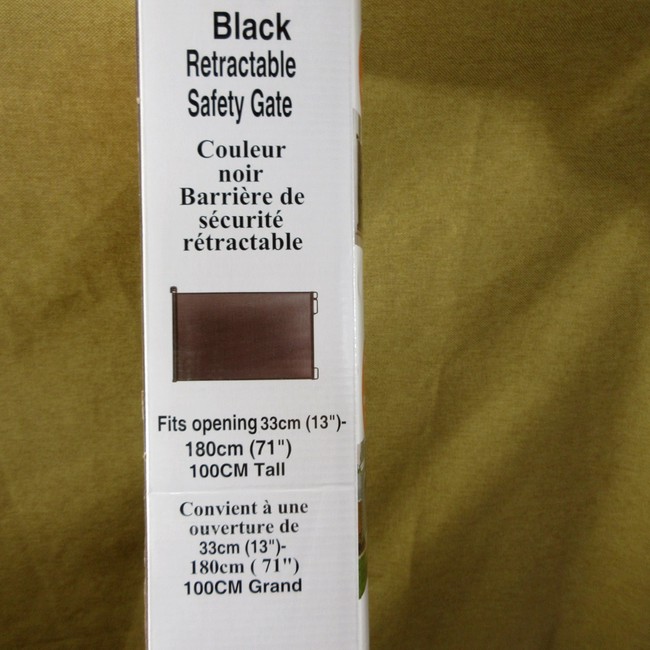 Black
Retractable
Safety Gate
Couleur
noir
Barrière de
sécurité
rétractable
Fits opening 33cm (13")-
180cm (71")
100CM Tall
Convient à une
ouverture de
33cm (13")-
180cm ( 71")
100CM Grand